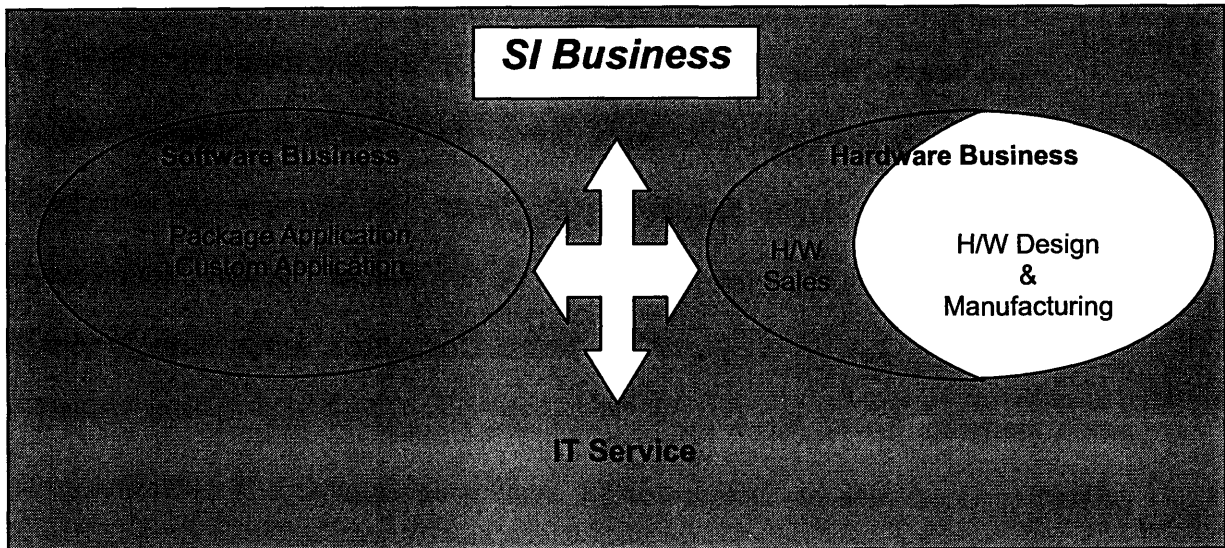 SI Business
Software Business
Package Application
Custom Application
Hardware Business
H/W
Sales
H/W Design
&
Manufacturing
IT Service